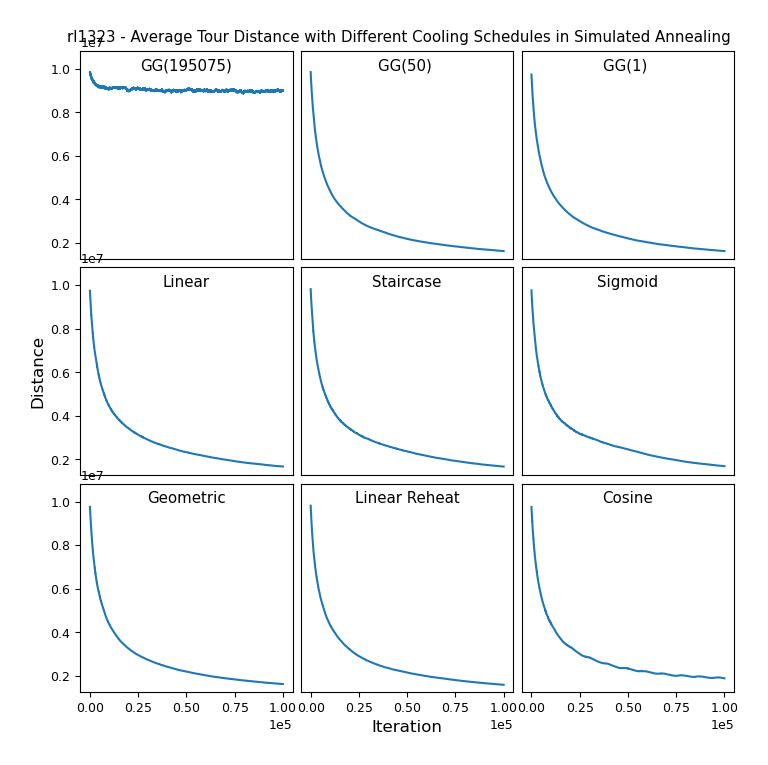 rl1323 - Average Tour Distance with Different Cooling Schedules in Simulated Annealing
1e7
GG(195075)
GG(50)
GG(1)
1.0
0.8
0.6
0.4
0.2
1e7
Linear
Staircase
Sigmoid
1.0
0.8
0.6
0.4
0.2
Distance
1e7
Geometric
Linear Reheat
Cosine
1.0
0.8
0.6
0.4
0.2
0.00 0.25 0.50 0.75 1.00
0.00 0.25 0.50 0.75 1.00
0.00 0.25 0.50 0.75 1.00
1e5
1e5
1e5
Iteration